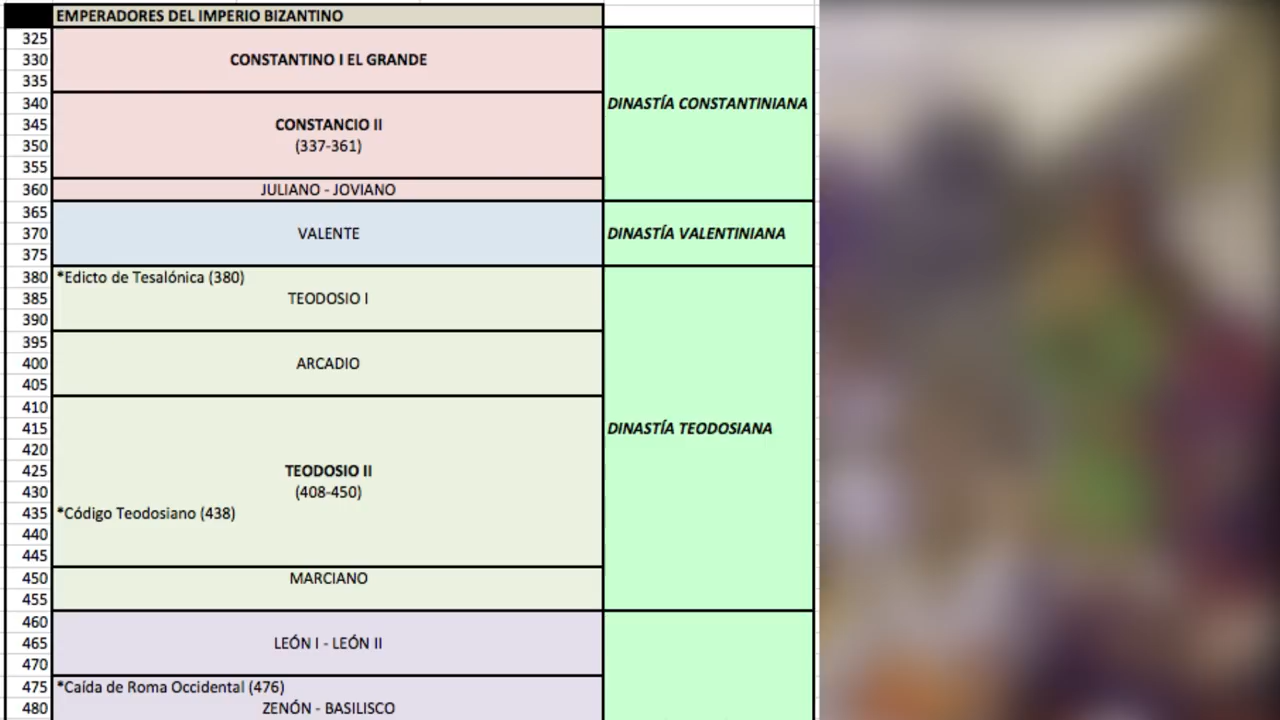 EMPERADORES DEL IMPERIO BIZANTINO
325
330
CONSTANTINO I EL GRANDE
335
340
DINASTÍA CONSTANTINIANA
345
CONSTANCIO II
350
(337-361)
355
360
JULIANO - JOVIANO
365
370
VALENTE
DINASTÍA VALENTINIANA
375
380
*Edicto de Tesalónica (380)
385
TEODOSIO I
390
395
400
ARCADIO
405
410
415
DINASTÍA TEODOSIANA
420
425
TEODOSIO II
430
(408-450)
435
*Código Teodosiano (438)
440
445
450
MARCIANO
455
460
465
LEÓN I - LEÓN II
470
475
*Caída de Roma Occidental (476)
480
ZENÓN - BASILISCO